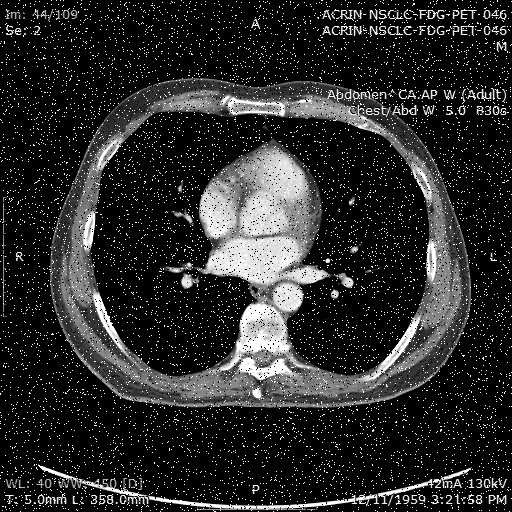 Im: 44/109
Se: 2
A
ACRIN-NSCLC-FDG-PET-046
ACRIN-NSCLC-FDG-PET-046
M
Abdomen^CA AP W (Adult)
Chest/Abd W 5.0 B30s
R
L
WL: 40 WW: 450 [D]
T: 5.0mm L: 358.0mm
P
42mA 130kV
12/11/1959 3:21:58 PM